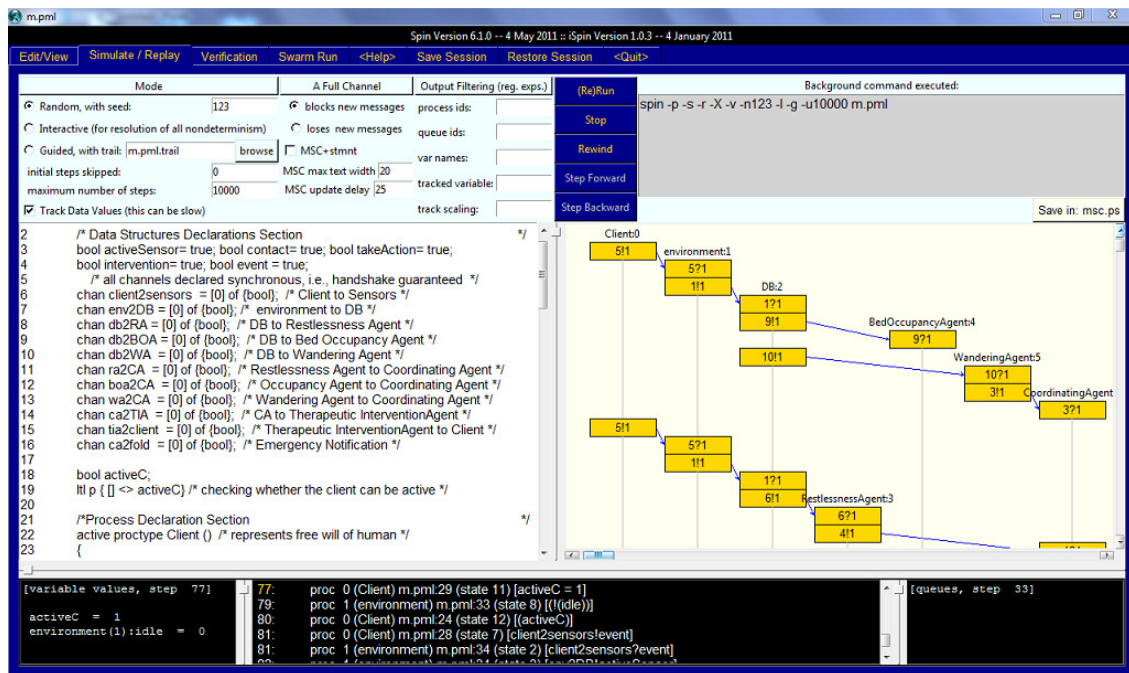 m.pml
Spin Version 6.1.0 -- 4 May 2011 :: iSpin Version 1.0.3 -- 4 January 2011
Edit/View Simulate / Replay Verification Swarm Run <Help> Save Session Restore Session <Quit>
Mode A Full Channel Output Filtering (reg. exps.) (Re)Run Background command executed:
Random, with seed: 123 blocks new messages process ids: spin -p -s -r -X -v -n123 -l -g -u10000 m.pml
Interactive (for resolution of all nondeterminism) loses new messages queue ids: Stop
Guided, with trail: m.pml.trail browse MSC+stmnt var names: Rewind
initial steps skipped: 0 MSC max text width 20 tracked variable: Step Forward
maximum number of steps: 10000 MSC update delay 25
Track Data Values (this can be slow) track scaling: Step Backward Save in: msc.ps
2 /* Data Structures Declarations Section */
3 bool activeSensor= true; bool contact= true; bool takeAction= true;
4 bool intervention= true; bool event = true;
5 /* all channels declared synchronous, i.e., handshake guaranteed */
6 chan client2sensors = [0] of {bool}; /* Client to Sensors */
7 chan env2DB = [0] of {bool}; /* environment to DB */
8 chan db2RA = [0] of {bool}; /* DB to Restlessness Agent*/
9 chan db2BOA = [0] of {bool}; /* DB to Bed Occupancy Agent*/
10 chan db2WA = [0] of {bool}; /* DB to Wandering Agent*/
11 chan ra2CA = [0] of {bool}; /* Restlessness Agent to Coordinating Agent */
12 chan boa2CA = [0] of {bool}; /* Occupancy Agent to Coordinating Agent */
13 chan wa2CA = [0] of {bool}; /* Wandering Agent to Coordinating Agent */
14 chan ca2TIA = [0] of {bool}; /* CA to Therapeutic InterventionAgent */
15 chan tia2client = [0] of {bool}; /* Therapeutic InterventionAgent to Client */
16 chan ca2fold = [0] of {bool}; /* Emergency Notification */
17
18 bool activeC;
19 ltl p { [] <> activeC} /* checking whether the client can be active */
20
21 /*Process Declaration Section */
22 active proctype Client () /* represents free will of human */
23 {
Client:0
5!1 environment:1
5?1
1!1 DB:2
1?1
9!1 BedOccupancyAgent:4
9?1
10!1 WanderingAgent:5
10?1
3!1 CoordinatingAgent
3?1
5!1
5?1
1!1
1?1
6!1 RestlessnessAgent:3
6?1
4!1
[variable values, step 77]
activeC = 1
environment(1):idle = 0
77: proc 0 (Client) m.pml:29 (state 11) [activeC = 1]
79: proc 1 (environment) m.pml:33 (state 8) [(!(idle))]
80: proc 0 (Client) m.pml:24 (state 12) [(activeC)]
81: proc 0 (Client) m.pml:28 (state 7) [client2sensors!event]
81: proc 1 (environment) m.pml:34 (state 2) [client2sensors?event]
[queues, step 33]